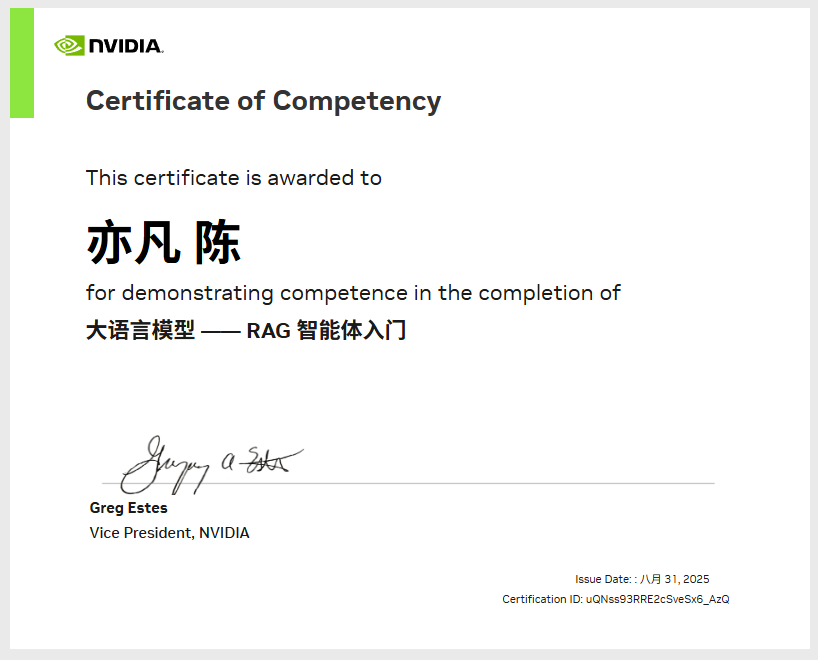 NVIDIA.
Certificate of Competency
This certificate is awarded to
亦凡 陈
for demonstrating competence in the completion of
大语言模型 —— RAG 智能体入门
Greg Estes
Vice President, NVIDIA
Issue Date: : 八月 31, 2025
Certification ID: uQNss93RRE2cSveSx6_AzQ